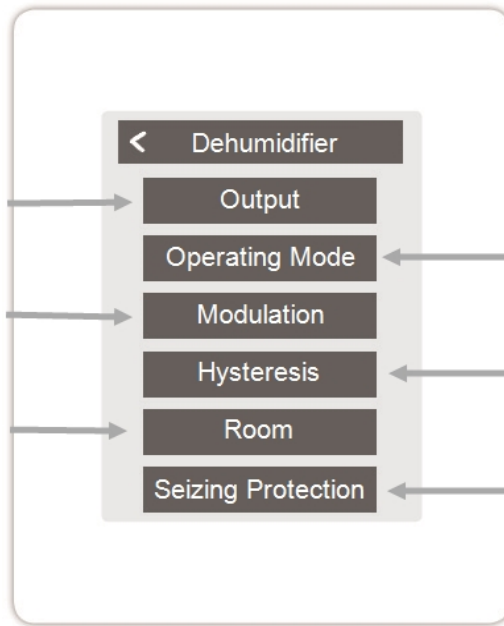 < Dehumidifier
Output
Operating Mode
Modulation
Hysteresis
Room
Seizing Protection